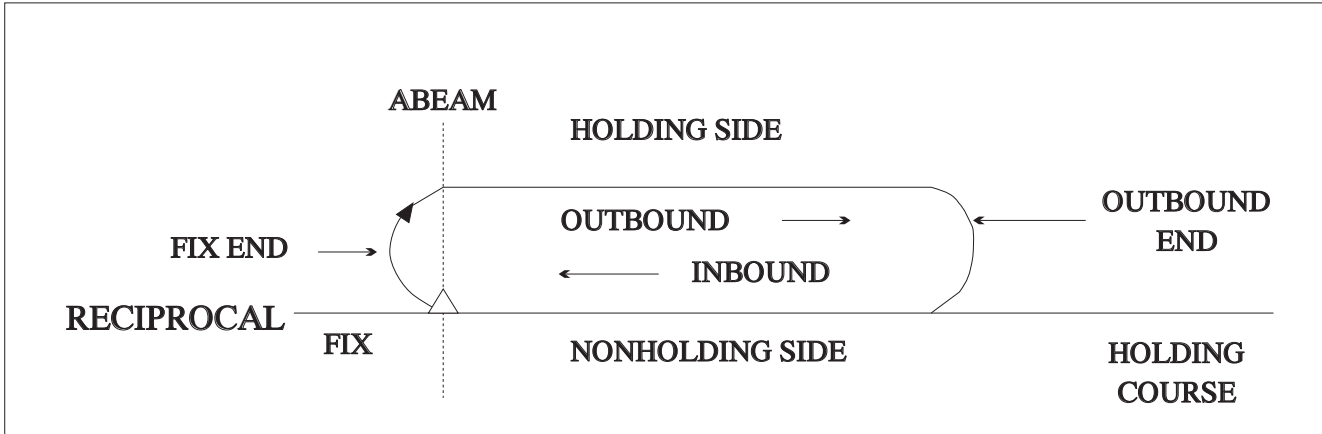 ABEAM
HOLDING SIDE
OUTBOUND
OUTBOUND
END
FIX END
INBOUND
RECIPROCAL
FIX
NONHOLDING SIDE
HOLDING
COURSE